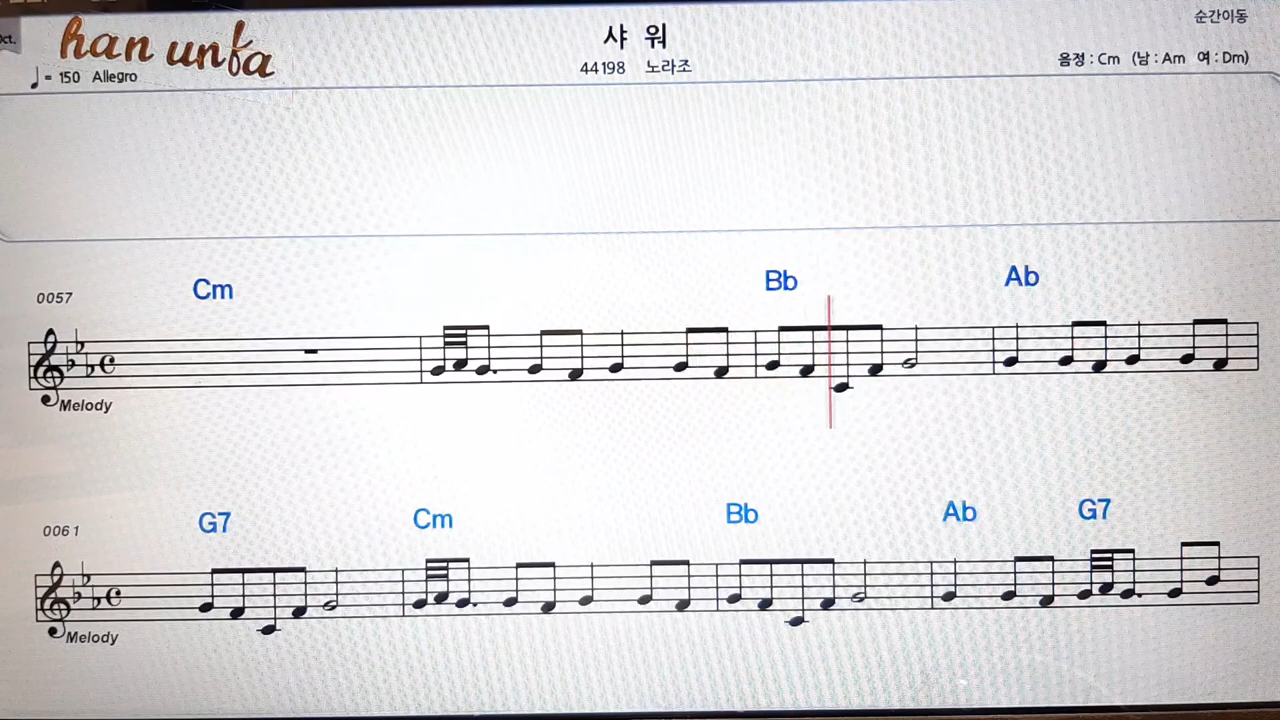 순간이동
Oct.
han unfa
샤 워
♩= 150 Allegro
44198 노라조
음정 : Cm (남 : Am 여 : Dm)
Cm Bb Ab
0057
Melody
G7 Cm Bb Ab G7
0061
Melody